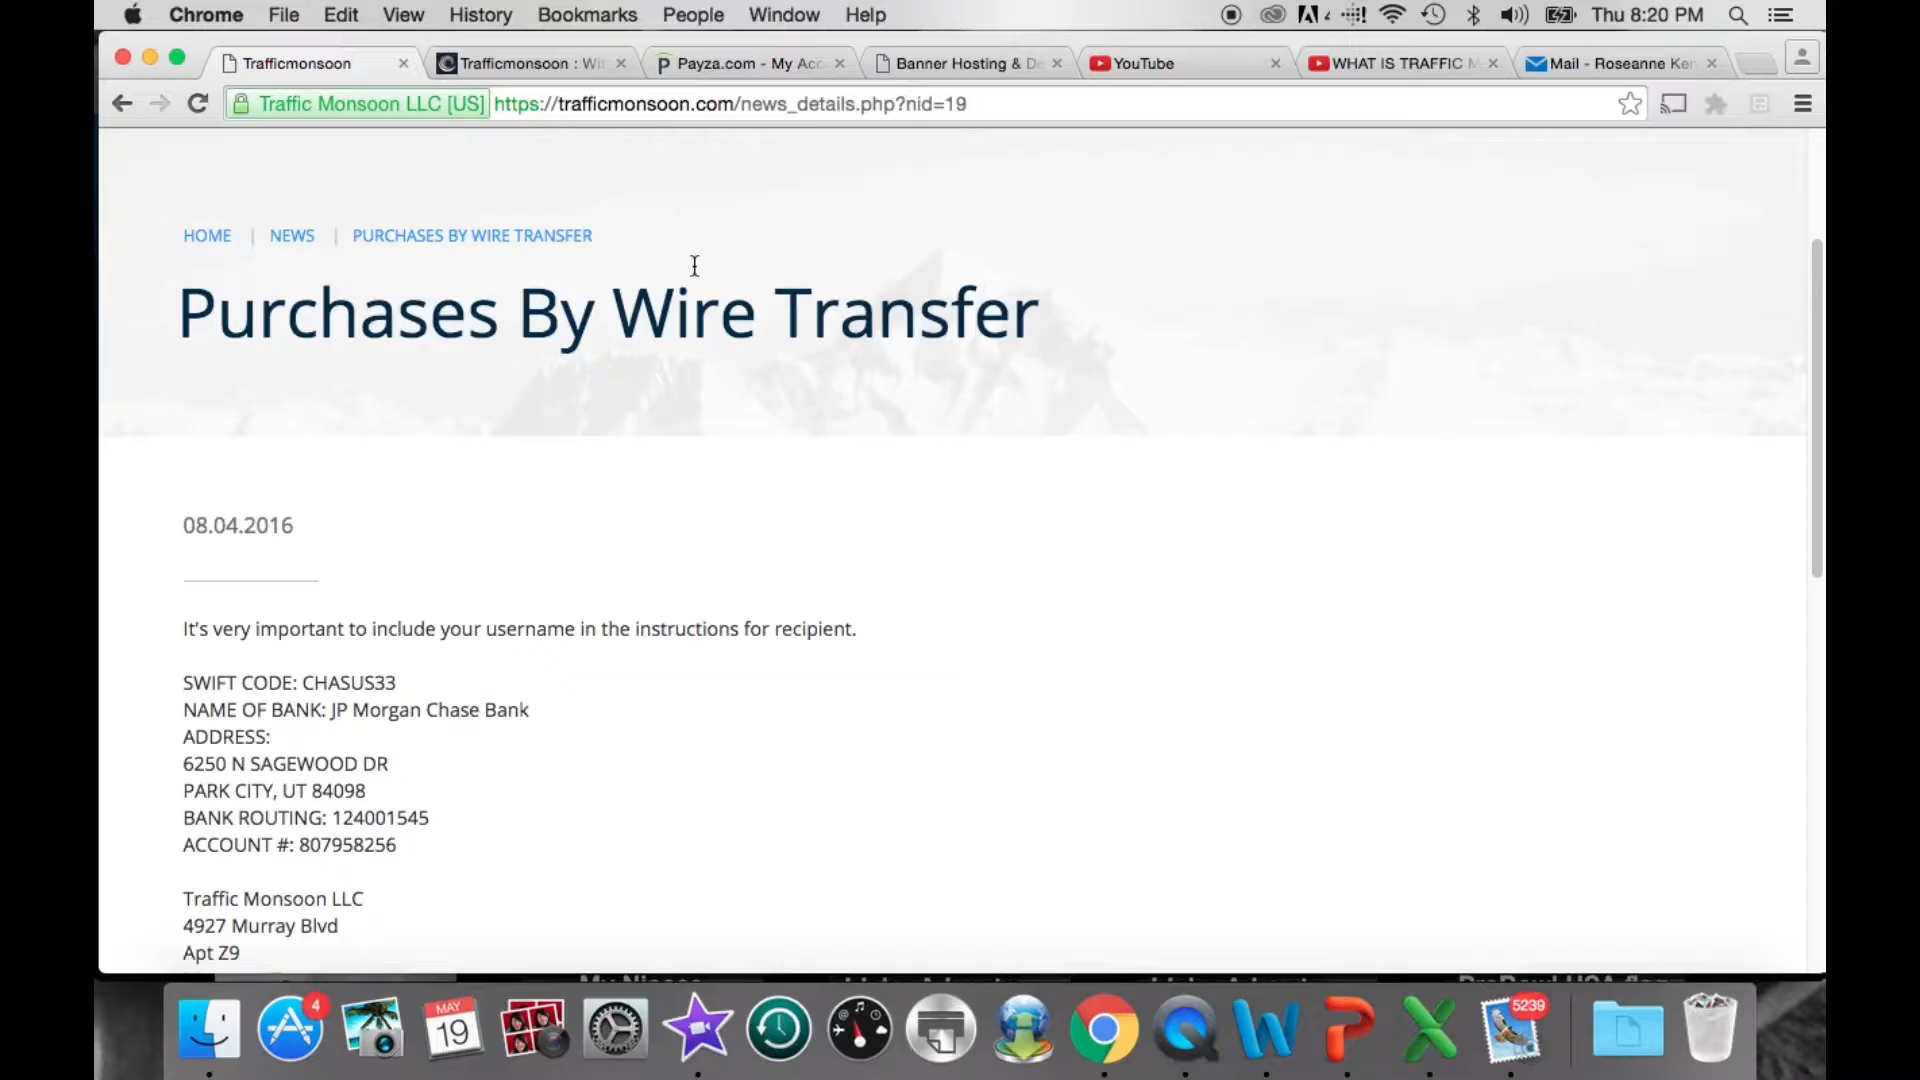 Chrome File Edit View History Bookmarks People Window Help 4 Thu 8:20 PM
Trafficmonsoon Trafficmonsoon : Wit Payza.com - My Acc Banner Hosting & De YouTube WHAT IS TRAFFIC M Mail - Roseanne Ken
Traffic Monsoon LLC [US] https://trafficmonsoon.com/news_details.php?nid=19
HOME | NEWS | PURCHASES BY WIRE TRANSFER
Purchases By Wire Transfer
08.04.2016
It's very important to include your username in the instructions for recipient.
SWIFT CODE: CHASUS33
NAME OF BANK: JP Morgan Chase Bank
ADDRESS:
6250 N SAGEWOOD DR
PARK CITY, UT 84098
BANK ROUTING: 124001545
ACCOUNT #: 807958256
Traffic Monsoon LLC
4927 Murray Blvd
Apt Z9
4 MAY 19 W P X 5239